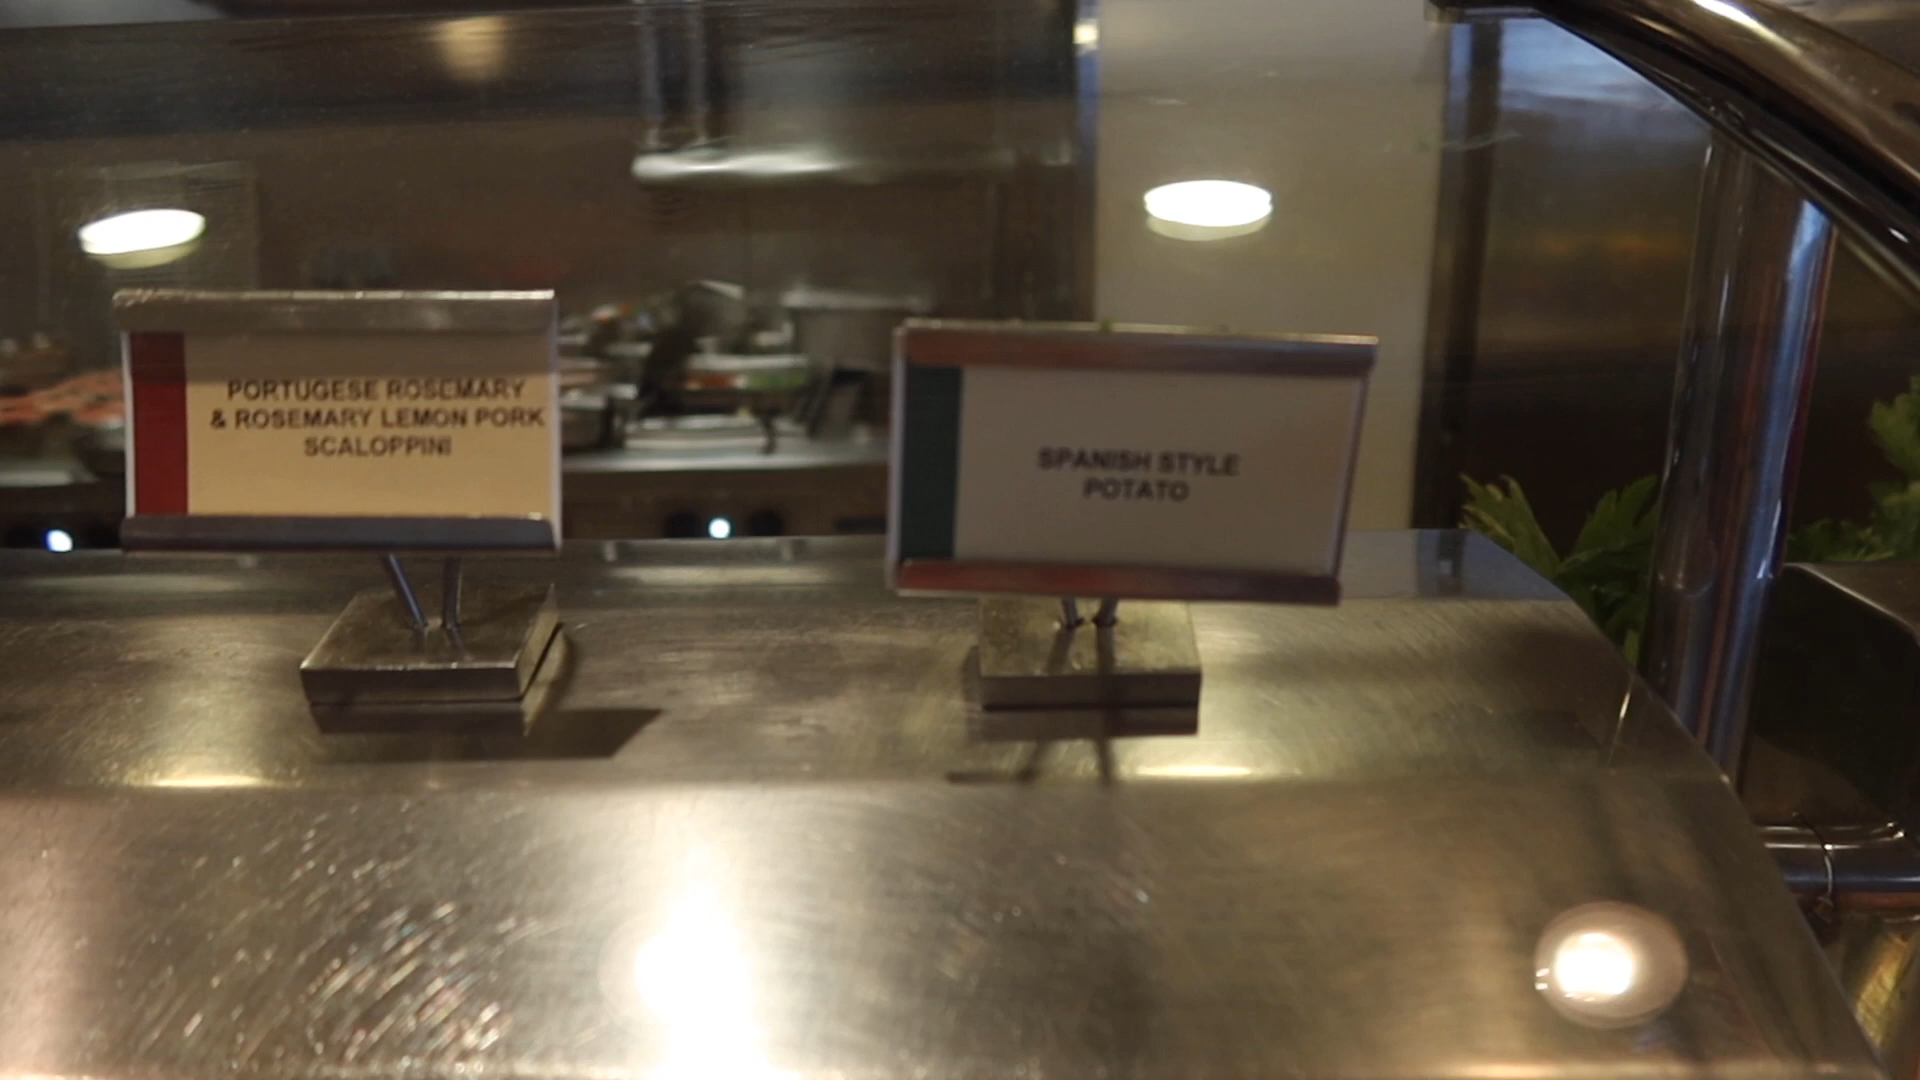 PORTUGESE ROSEMARY
& ROSEMARY LEMON PORK
SCALOPPINI
SPANISH STYLE
POTATO